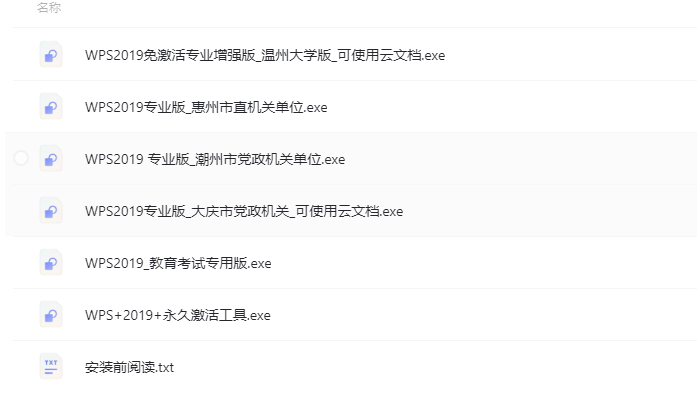 名称
WPS2019免激活专业增强版_温州大学版_可使用云文档.exe
WPS2019专业版_惠州市直机关单位.exe
WPS2019 专业版_潮州市党政机关单位.exe
WPS2019专业版_大庆市党政机关_可使用云文档.exe
WPS2019_教育考试专用版.exe
WPS+2019+永久激活工具.exe
TXT
安装前阅读.txt